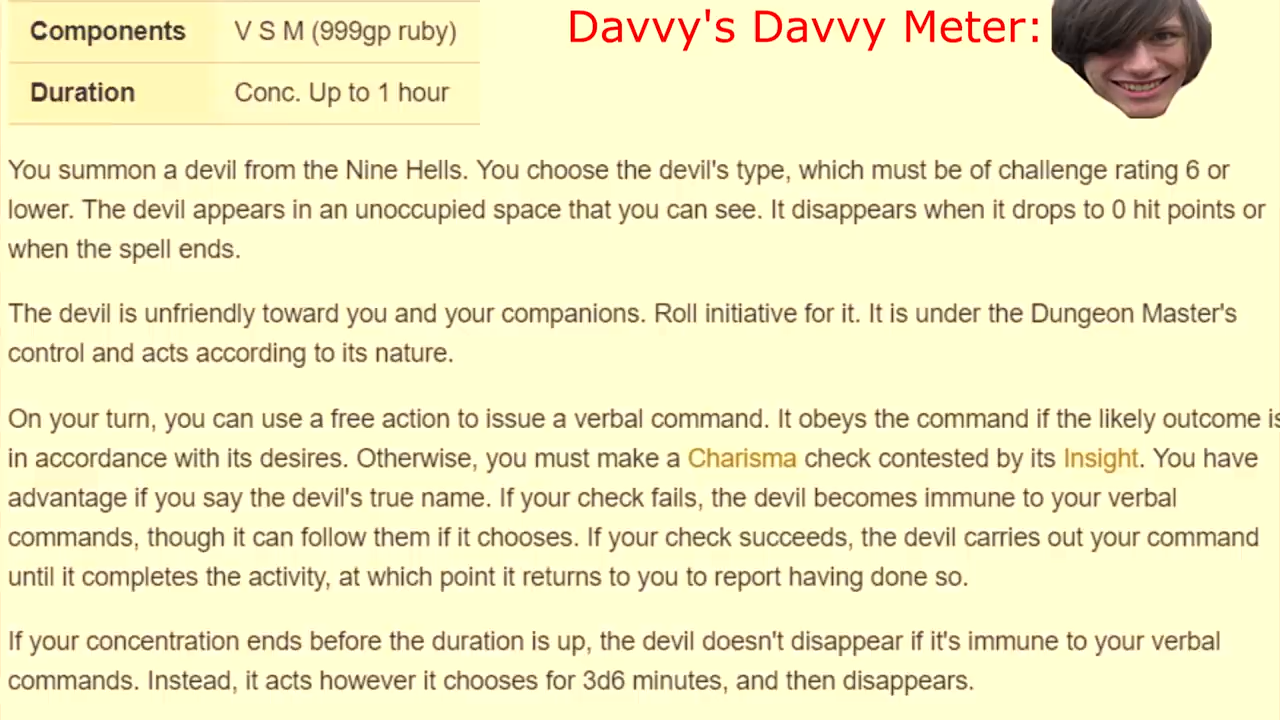 Components V S M (999gp ruby)
Davvy's Davvy Meter:
Duration Conc. Up to 1 hour
You summon a devil from the Nine Hells. You choose the devil's type, which must be of challenge rating 6 or
lower. The devil appears in an unoccupied space that you can see. It disappears when it drops to 0 hit points or
when the spell ends.
The devil is unfriendly toward you and your companions. Roll initiative for it. It is under the Dungeon Master's
control and acts according to its nature.
On your turn, you can use a free action to issue a verbal command. It obeys the command if the likely outcome is
in accordance with its desires. Otherwise, you must make a Charisma check contested by its Insight. You have
advantage if you say the devil's true name. If your check fails, the devil becomes immune to your verbal
commands, though it can follow them if it chooses. If your check succeeds, the devil carries out your command
until it completes the activity, at which point it returns to you to report having done so.
If your concentration ends before the duration is up, the devil doesn't disappear if it's immune to your verbal
commands. Instead, it acts however it chooses for 3d6 minutes, and then disappears.